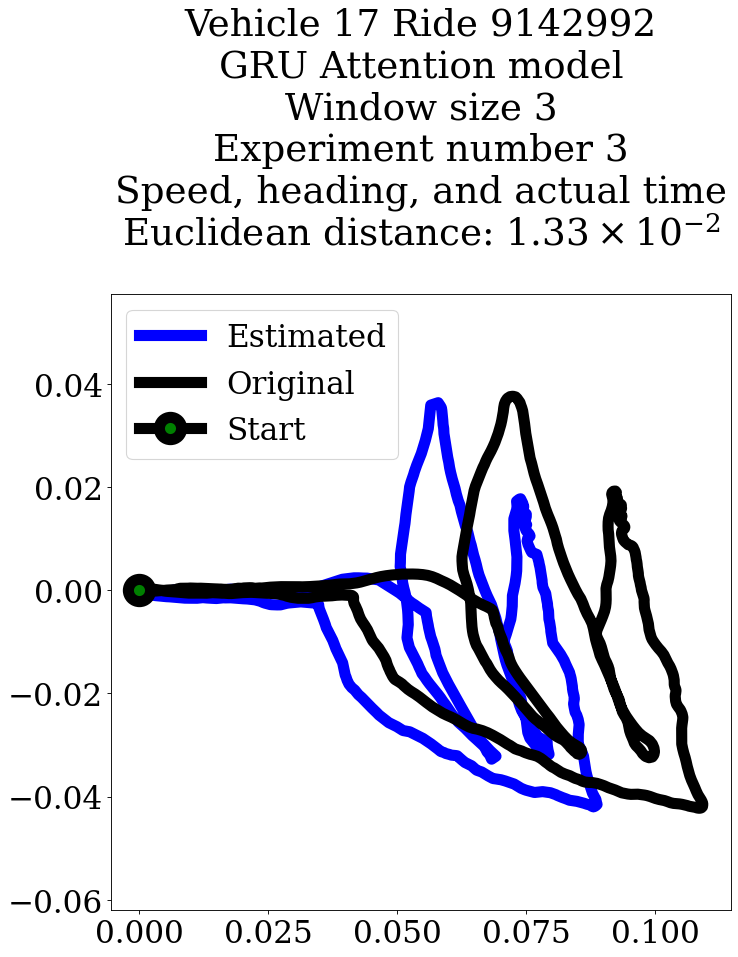 Vehicle 17 Ride 9142992
GRU Attention model
Window size 3
Experiment number 3
Speed, heading, and actual time
Euclidean distance: 1.33 × 10⁻²
Estimated
Original
Start
0.04
0.02
0.00
−0.02
−0.04
−0.06
0.000 0.025 0.050 0.075 0.100